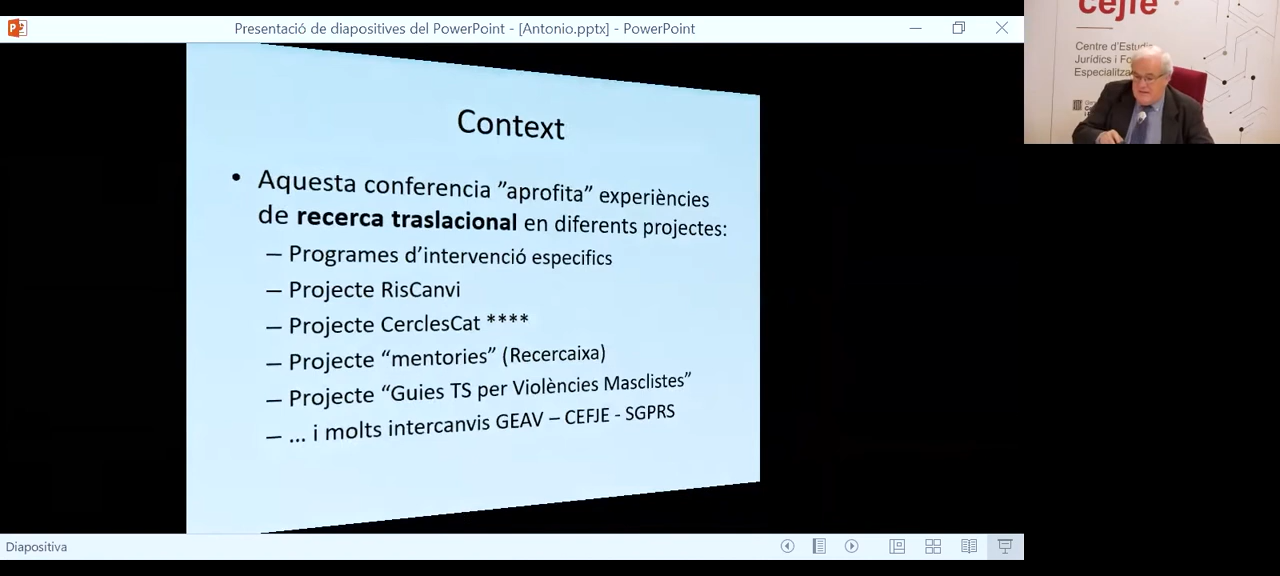 Presentació de diapositives del PowerPoint - [Antonio.pptx] - PowerPoint
Context
• Aquesta conferencia ”aprofita” experiències
de recerca traslacional en diferents projectes:
– Programes d’intervenció especifics
– Projecte RisCanvi
– Projecte CerclesCat ****
– Projecte “mentories” (Recercaixa)
– Projecte “Guies TS per Violències Masclistes”
– ... i molts intercanvis GEAV – CEFJE - SGPRS
Diapositiva
cejfe
Centre d’Estudis
Jurídics i
Especialitza